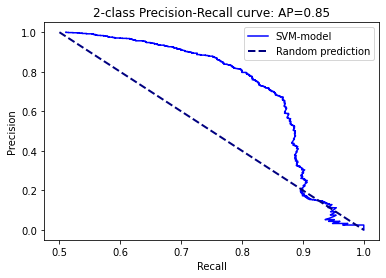 2-class Precision-Recall curve: AP=0.85
SVM-model
Random prediction
Precision
1.0
0.8
0.6
0.4
0.2
0.0
0.5 0.6 0.7 0.8 0.9 1.0
Recall